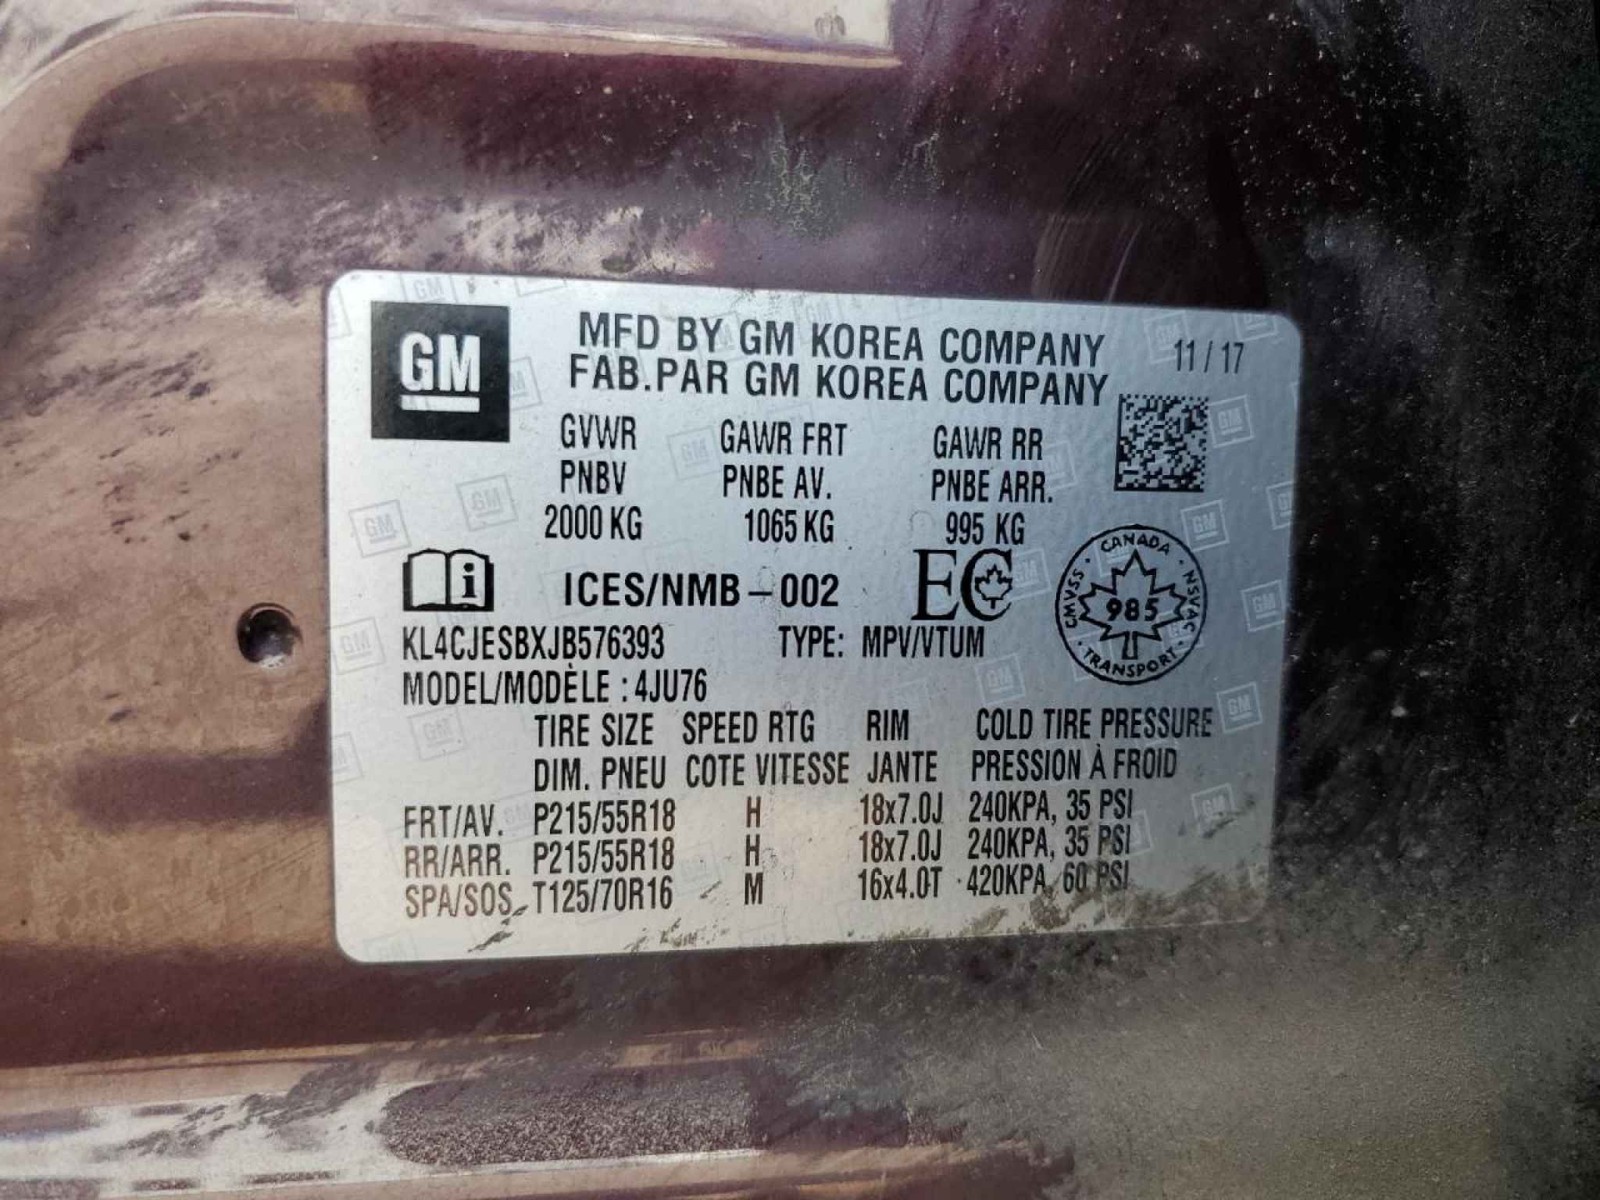 GM
MFD BY GM KOREA COMPANY
11/17
FAB.PAR GM KOREA COMPANY
GVWR GAWR FRT GAWR RR
PNBV PNBE AV. PNBE ARR.
2000 KG 1065 KG 995 KG
ICES/NMB-002
EC
CANADA
CMVSS
985
NSVAC
TRANSPORT
KL4CJESBXJB576393 TYPE: MPV/VTUM
MODEL/MODÈLE : 4JU76
TIRE SIZE SPEED RTG RIM COLD TIRE PRESSURE
DIM. PNEU COTE VITESSE JANTE PRESSION À FROID
FRT/AV. P215/55R18 H 18x7.0J 240KPA, 35 PSI
RR/ARR. P215/55R18 H 18x7.0J 240KPA, 35 PSI
SPA/SOS. T125/70R16 M 16x4.0T 420KPA, 60 PSI